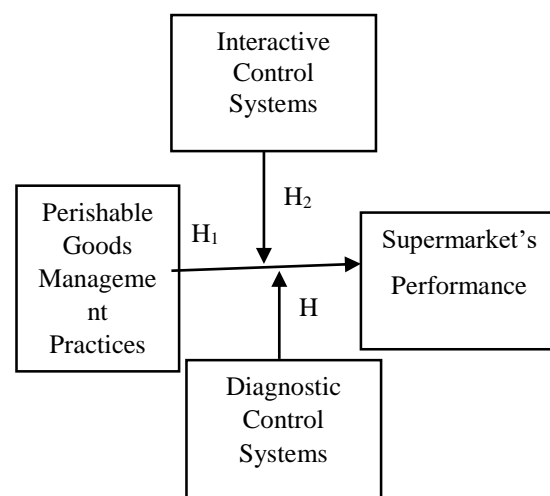 Interactive
Control
Systems
H₂
Perishable
Goods
Manageme
nt
Practices
H₁
Supermarket's
Performance
H
Diagnostic
Control
Systems